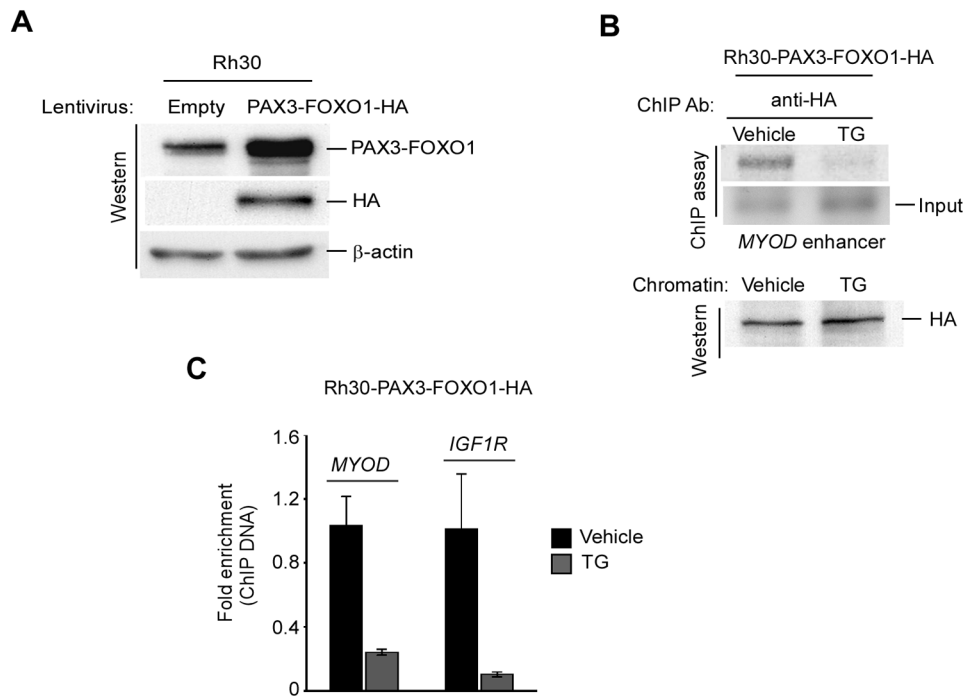 A
Rh30
Lentivirus: Empty PAX3-FOXO1-HA
Western
PAX3-FOXO1
HA
β-actin
B
Rh30-PAX3-FOXO1-HA
ChIP Ab: anti-HA
Vehicle TG
ChIP assay
Input
MYOD enhancer
Chromatin: Vehicle TG
Western
HA
C
Rh30-PAX3-FOXO1-HA
Fold enrichment
(ChIP DNA)
1.6
1.2
0.8
0.4
0
MYOD
IGF1R
Vehicle
TG